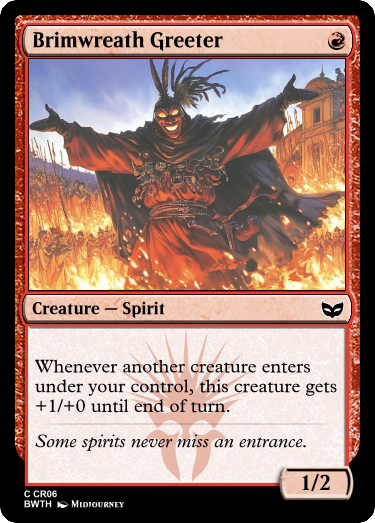 Brimwreath Greeter
Creature — Spirit
Whenever another creature enters
under your control, this creature gets
+1/+0 until end of turn.
Some spirits never miss an entrance.
1/2
C CR06
BWTH Midjourney